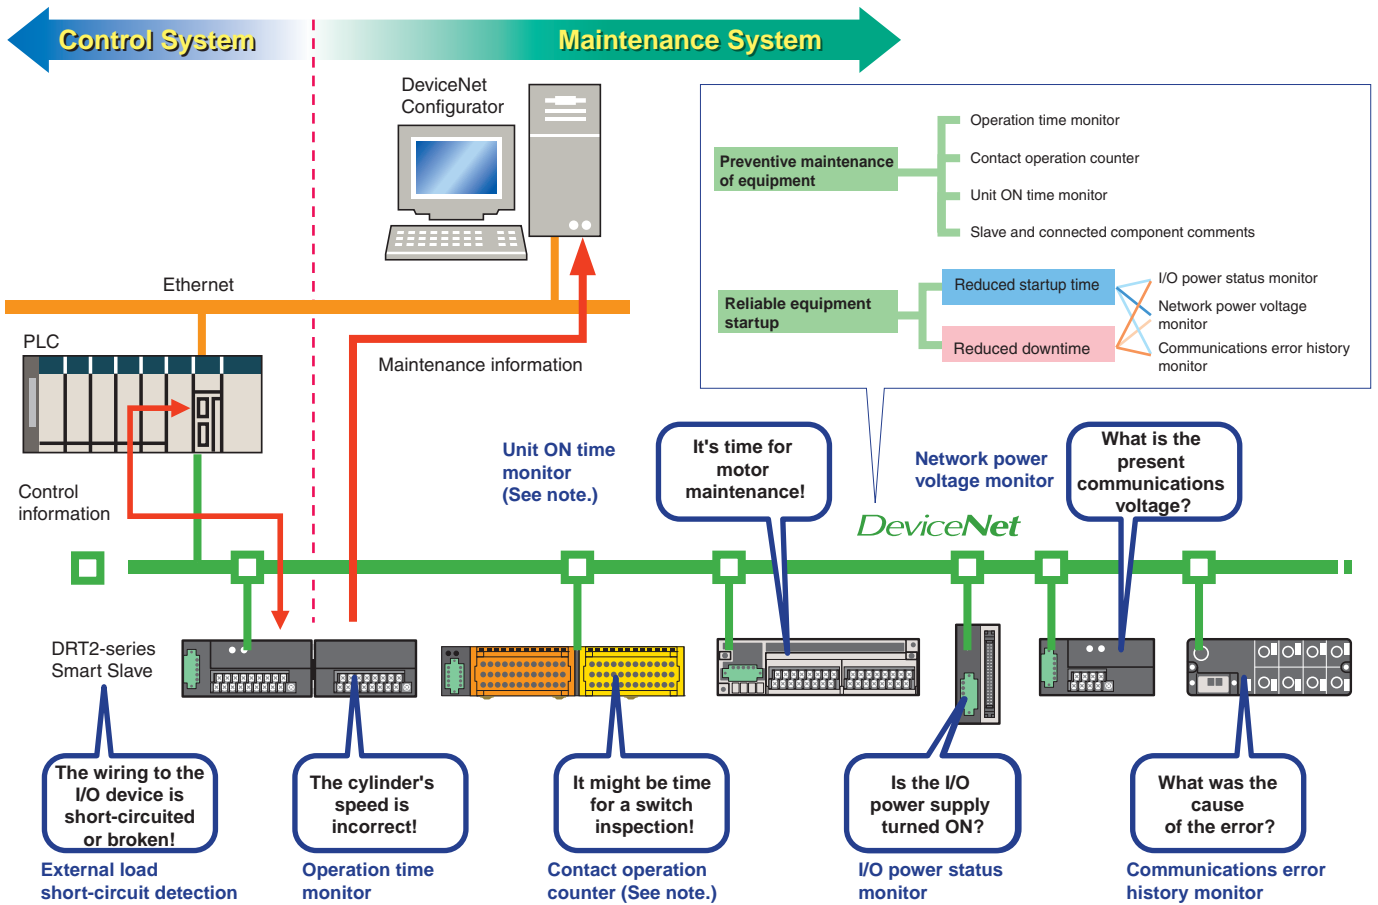 Control System
Maintenance System
DeviceNet
Configurator
Preventive maintenance
of equipment
Operation time monitor
Contact operation counter
Unit ON time monitor
Slave and connected component comments
Reliable equipment
startup
Reduced startup time
Reduced downtime
I/O power status monitor
Network power voltage
monitor
Communications error history
monitor
Ethernet
PLC
Maintenance information
Control
information
Unit ON time
monitor
(See note.)
It's time for
motor
maintenance!
Network power
voltage monitor
What is the
present
communications
voltage?
DeviceNet
DRT2-series
Smart Slave
The wiring to the
I/O device is
short-circuited
or broken!
External load
short-circuit detection
The cylinder's
speed is
incorrect!
Operation time
monitor
It might be time
for a switch
inspection!
Contact operation
counter (See note.)
Is the I/O
power supply
turned ON?
I/O power status
monitor
What was the
cause
of the error?
Communications error
history monitor